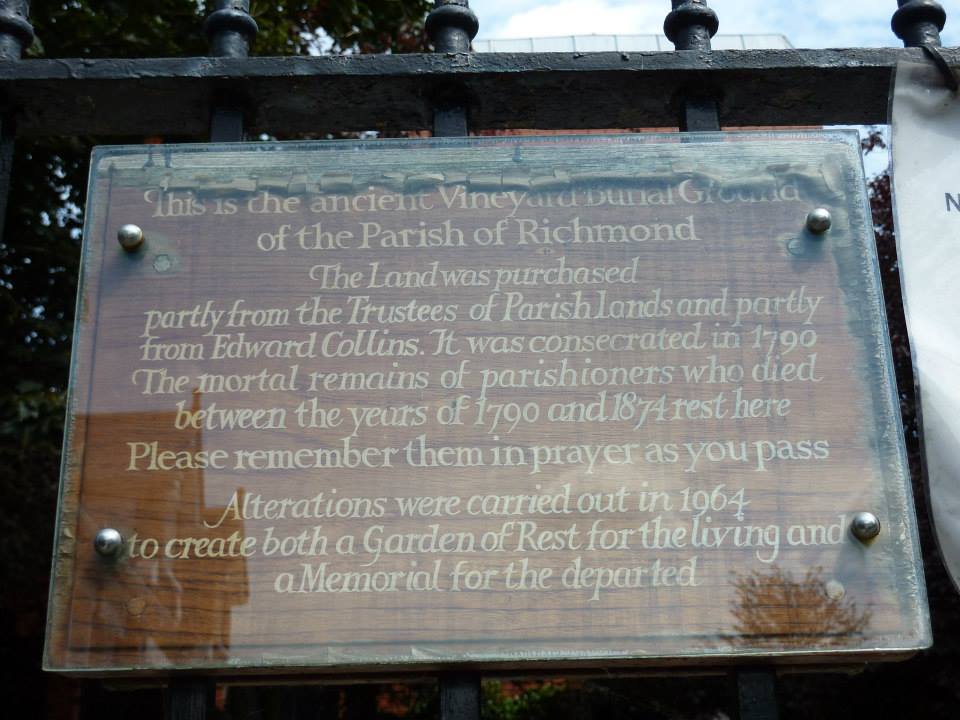 This is the ancient Vineyard Burial Ground
of the Parish of Richmond
The Land was purchased
partly from the Trustees of Parish Lands and partly
from Edward Collins. It was consecrated in 1790
The mortal remains of parishioners who died
between the years of 1790 and 1874 rest here
Please remember them in prayer as you pass
Alterations were carried out in 1964
to create both a Garden of Rest for the living and
a Memorial for the departed
N